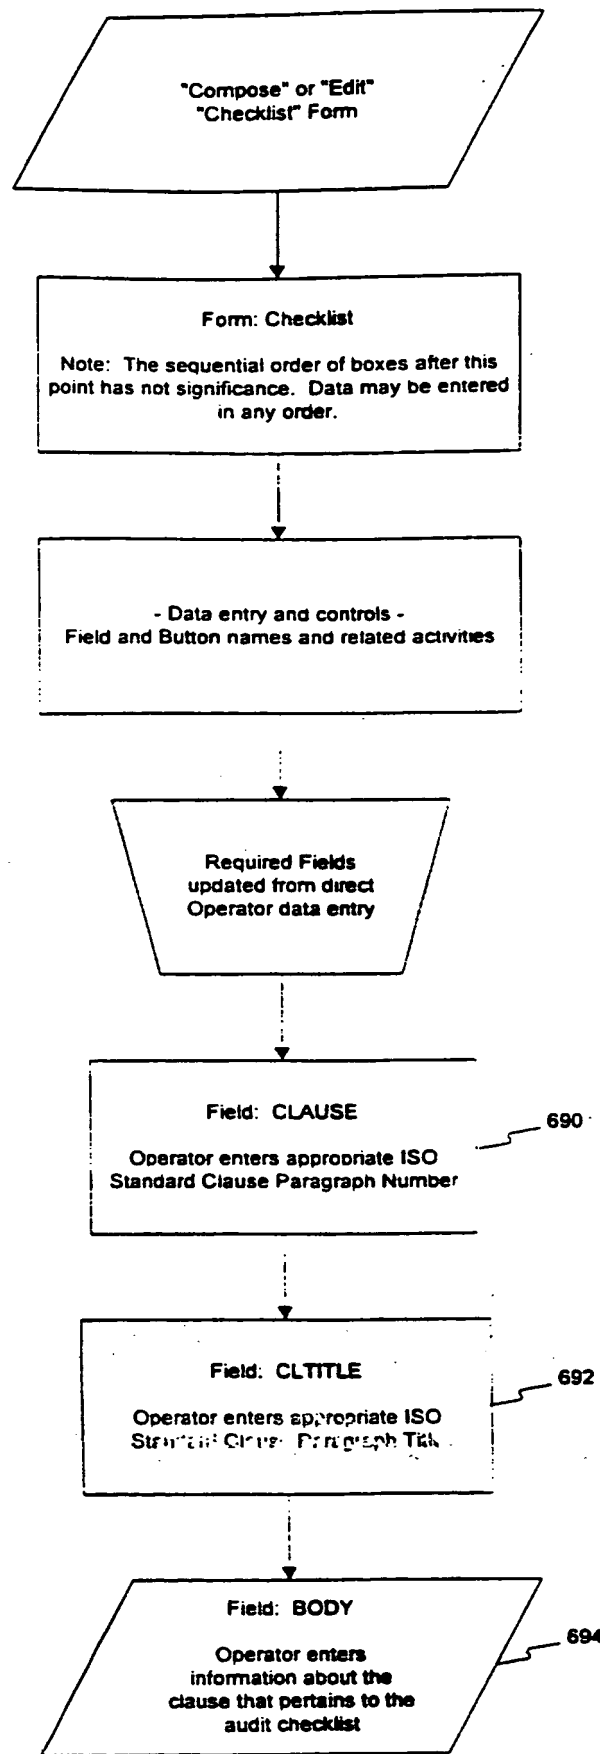 "Compose" or "Edit"
"Checklist" Form
Form: Checklist
Note: The sequential order of boxes after this
point has not significance. Data may be entered
in any order.
- Data entry and controls -
Field and Button names and related activities
Required Fields
updated from direct
Operator data entry
Field: CLAUSE
Operator enters appropriate ISO
Standard Clause Paragraph Number
690
Field: CLTITLE
Operator enters appropriate ISO
Standard Clause Paragraph Title
692
Field: BODY
Operator enters
information about the
clause that pertains to the
audit checklist
694